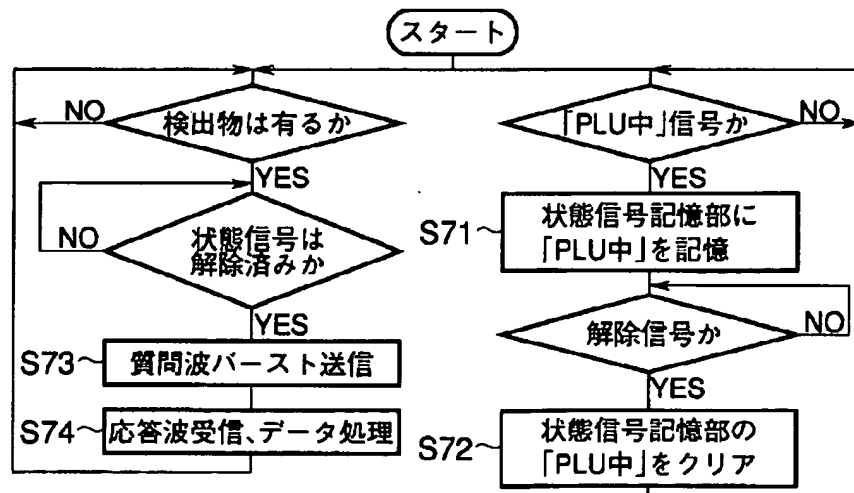 スタート
NO
検出物は有るか
YES
NO
状態信号は
解除済みか
YES
S73
質問波バースト送信
S74
応答波受信、データ処理
「PLU中」信号か
NO
YES
S71
状態信号記憶部に
「PLU中」を記憶
解除信号か
NO
YES
S72
状態信号記憶部の
「PLU中」をクリア